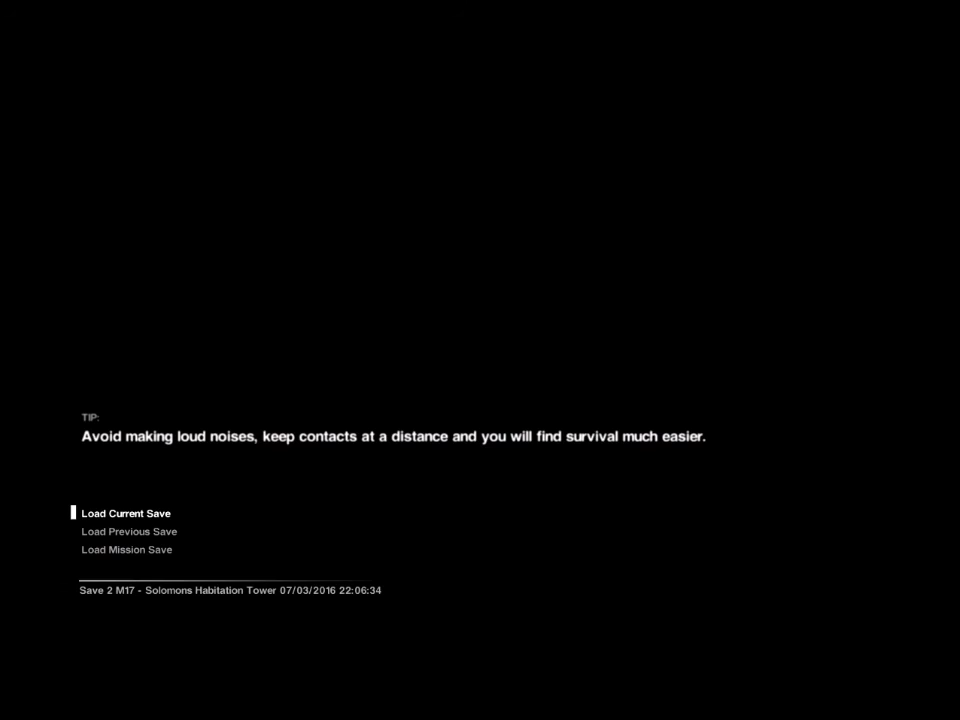 TIP:
Avoid making loud noises, keep contacts at a distance and you will find survival much easier.
Load Current Save
Load Previous Save
Load Mission Save
Save 2 M17 - Solomons Habitation Tower 07/03/2016 22:06:34